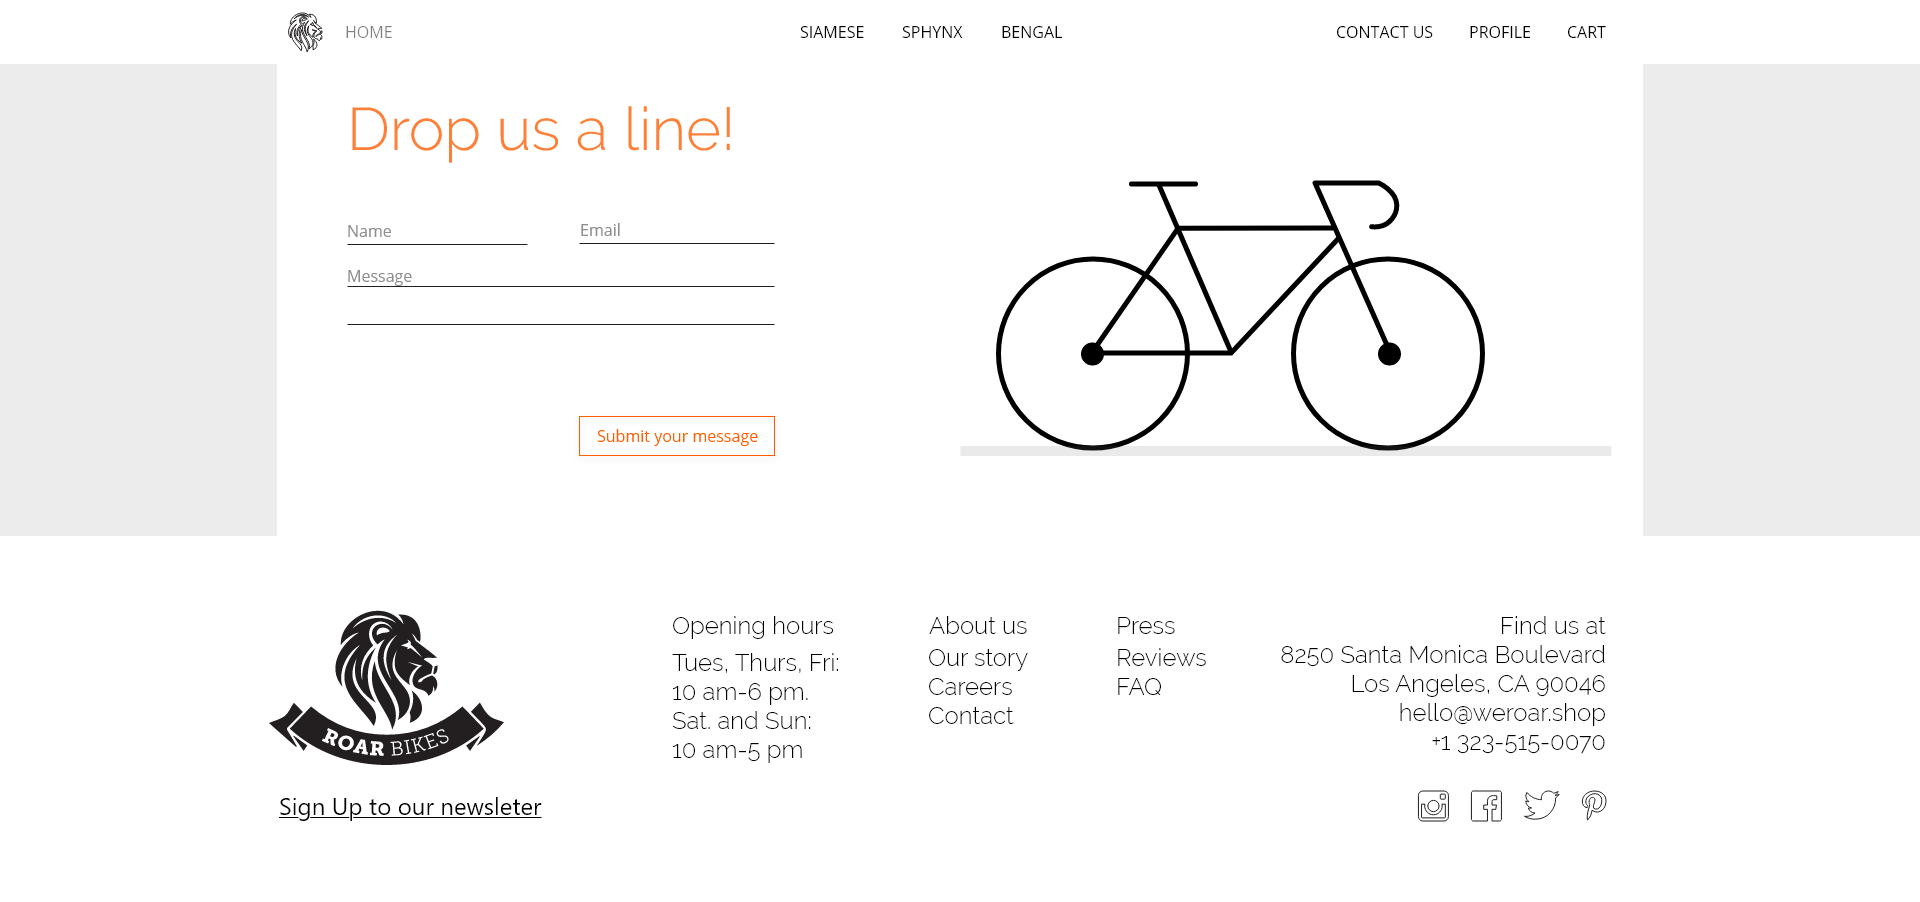 HOME
SIAMESE
SPHYNX
BENGAL
CONTACT US
PROFILE
CART
Drop us a line!
Name
Email
Message
Submit your message
ROAR BIKES
Sign Up to our newsleter
Opening hours
Tues, Thurs, Fri:
10 am-6 pm.
Sat. and Sun:
10 am-5 pm
About us
Our story
Careers
Contact
Press
Reviews
FAQ
Find us at
8250 Santa Monica Boulevard
Los Angeles, CA 90046
hello@weroar.shop
+1 323-515-0070